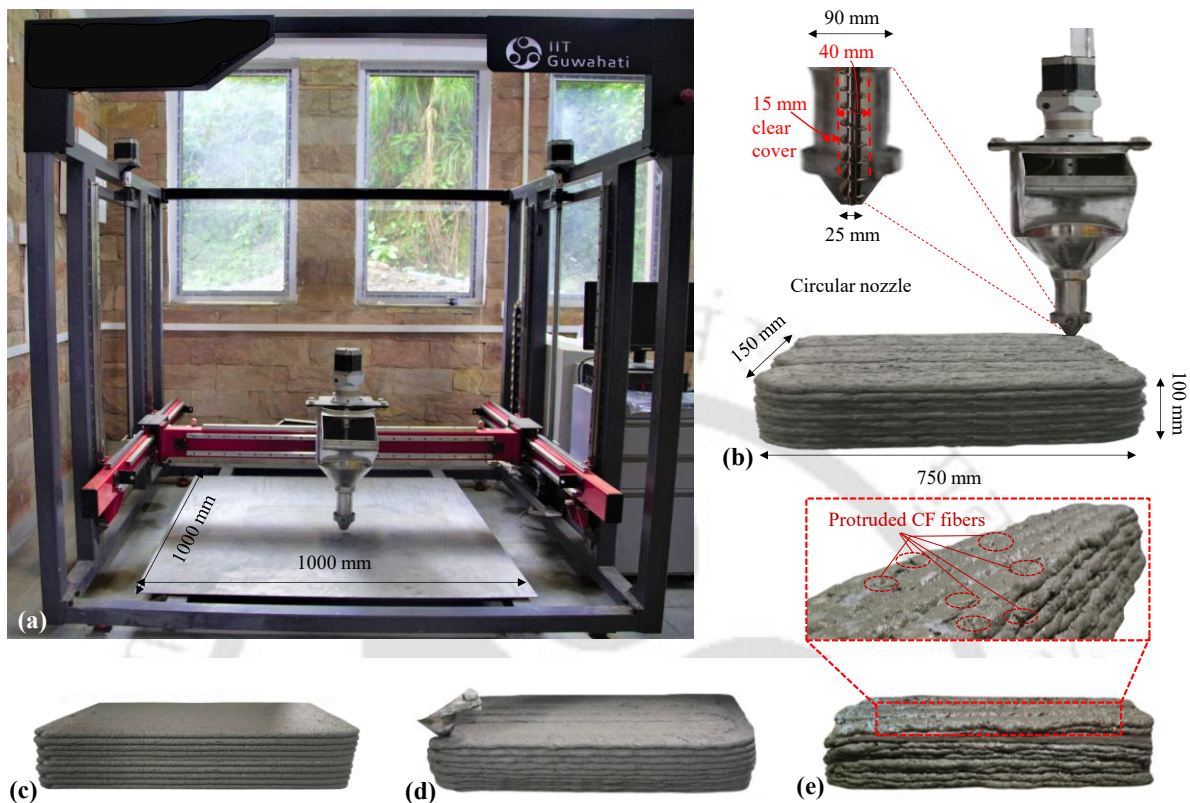 IIT
Guwahati
1000 mm
1000 mm
(a)
90 mm
40 mm
15 mm
clear
cover
25 mm
Circular nozzle
150 mm
100 mm
(b)
750 mm
Protruded CF fibers
(c)
(d)
(e)